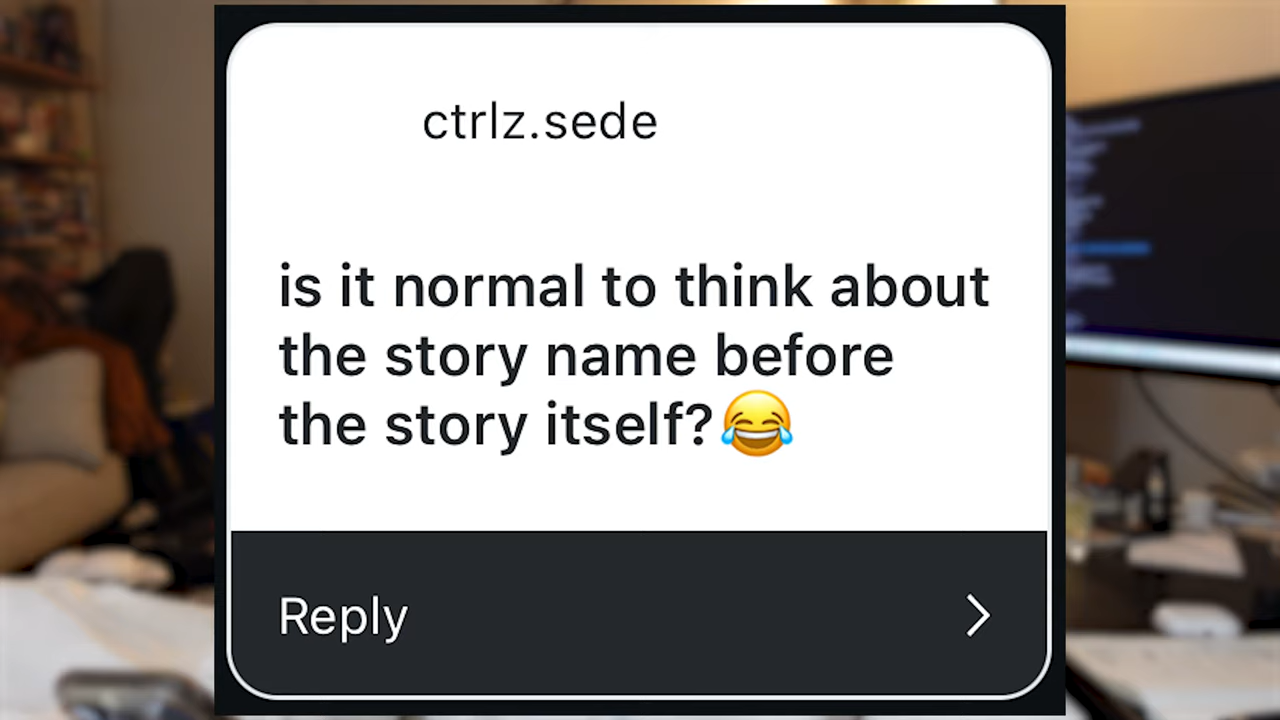 ctrlz.sede
is it normal to think about
the story name before
the story itself?😂
Reply